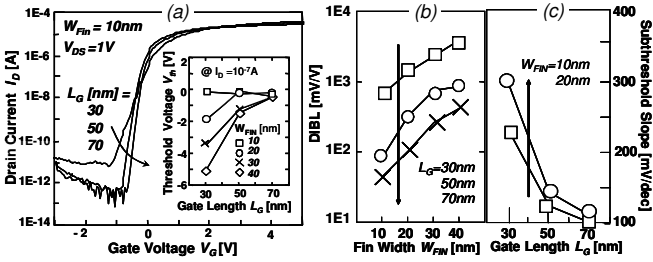 (a)
W_Fin = 10nm
V_DS = 1V
L_G [nm] =
30
50
70
Drain Current I_D [A]
1E-4
1E-6
1E-8
1E-10
1E-12
1E-14
-2
0
2
4
Gate Voltage V_G [V]
@ I_D =10^-7A
Threshold Voltage V_th [V]
0
-2
-4
-6
W_FIN [nm]
10
20
30
40
30
50
70
Gate Length L_G [nm]
(b)
DIBL [mV/V]
1E4
1E3
1E2
1E1
L_G=30nm
50nm
70nm
10
20
30
40
Fin Width W_FIN [nm]
(c)
W_FIN=10nm
20nm
400
300
200
100
Subthreshold Slope [mV/dec]
30
50
70
Gate Length L_G [nm]